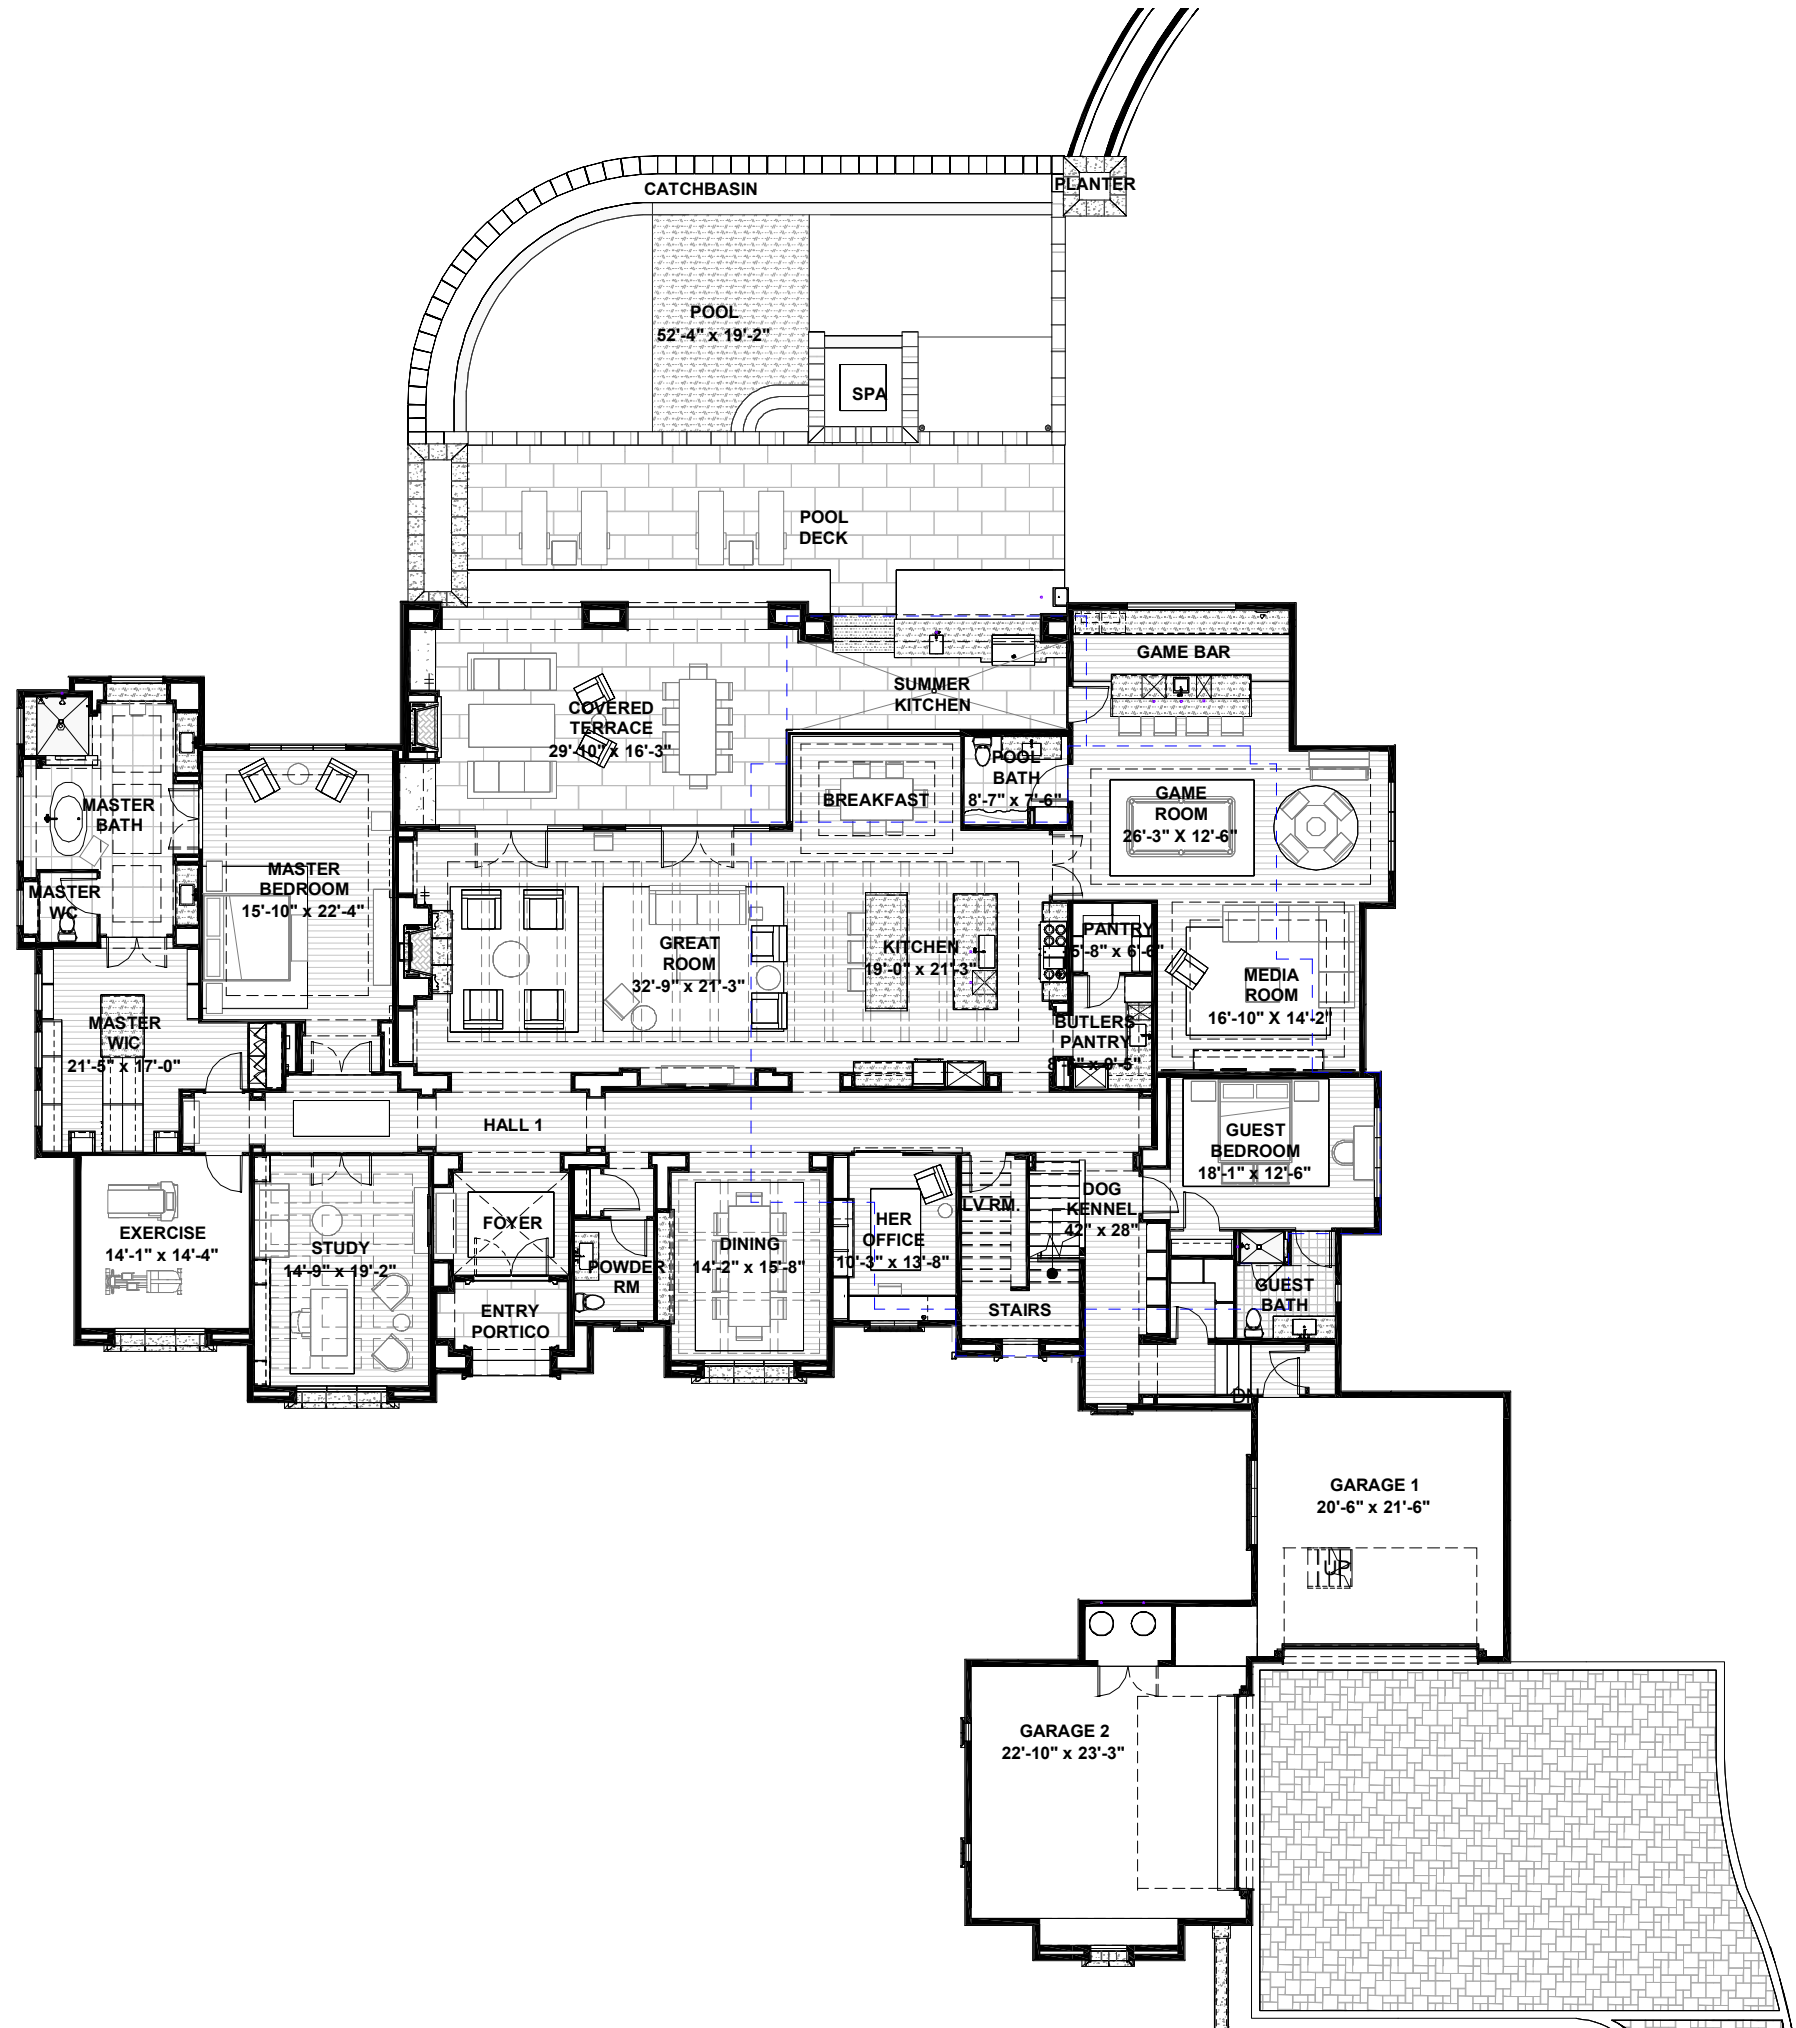 CATCHBASIN
PLANTER
POOL
52'-4" x 19'-2"
SPA
POOL
DECK
GAME BAR
SUMMER
KITCHEN
COVERED
TERRACE
29'-10" x 16'-3"
POOL
BATH
8'-7" x 7'-6"
BREAKFAST
GAME
ROOM
26'-3" X 12'-6"
MASTER
BATH
MASTER
BEDROOM
15'-10" x 22'-4"
MASTER
WC
GREAT
ROOM
32'-9" x 21'-3"
KITCHEN
19'-0" x 21'-3"
PANTRY
5'-8" x 6'-6"
MEDIA
ROOM
16'-10" X 14'-2"
MASTER
WIC
21'-5" x 17'-0"
BUTLERS
PANTRY
HALL 1
GUEST
BEDROOM
18'-1" x 12'-6"
EXERCISE
14'-1" x 14'-4"
STUDY
14'-9" x 19'-2"
FOYER
POWDER
RM
DINING
14'-2" x 15'-8"
HER
OFFICE
10'-3" x 13'-8"
LV RM.
DOG
KENNEL
42" x 28"
ENTRY
PORTICO
STAIRS
GUEST
BATH
DN
GARAGE 1
20'-6" x 21'-6"
UP
GARAGE 2
22'-10" x 23'-3"